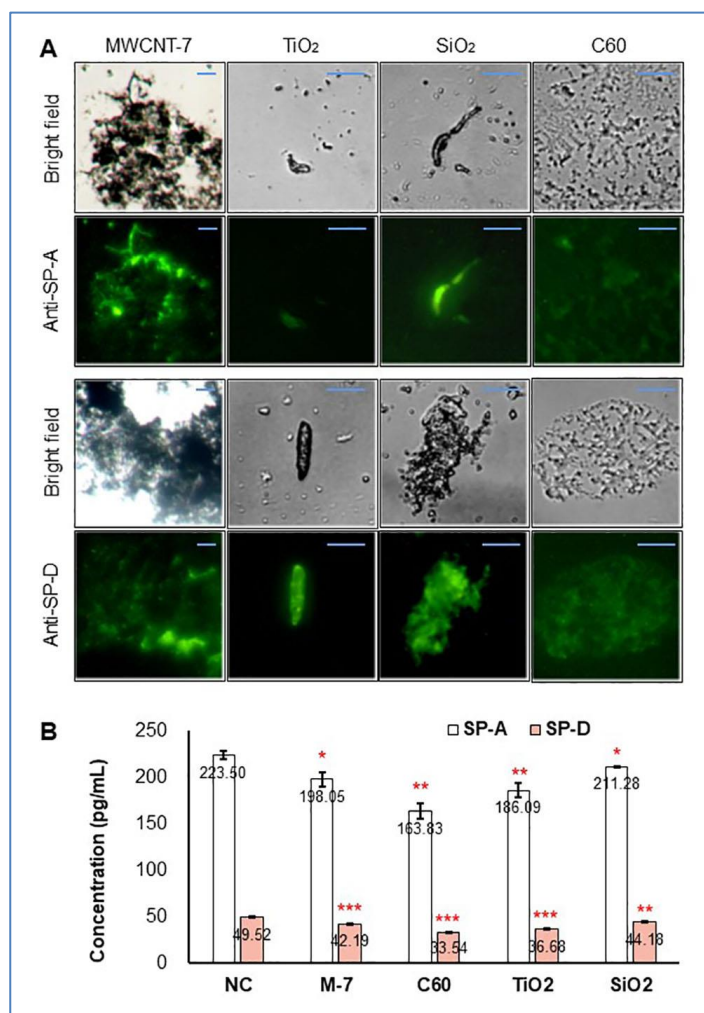 A
MWCNT-7 TiO₂ SiO₂ C60
Bright field
Anti-SP-A
Bright field
Anti-SP-D
B
Concentration (pg/mL)
SP-A SP-D
250
200
150
100
50
0
223.50
49.52
*
198.05
***
42.19
**
163.83
***
33.54
**
186.09
***
36.68
*
211.28
**
44.18
NC M-7 C60 TiO2 SiO2